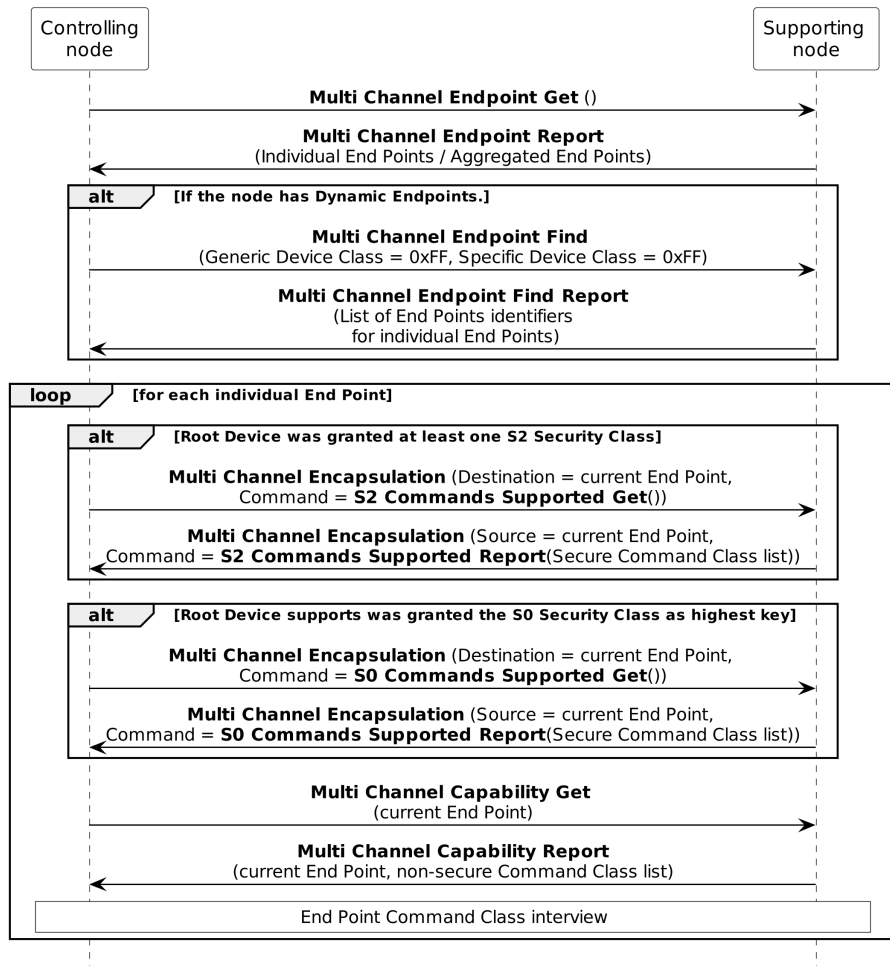 Controlling
node
Supporting
node
Multi Channel Endpoint Get ()
Multi Channel Endpoint Report
(Individual End Points / Aggregated End Points)
alt
[If the node has Dynamic Endpoints.]
Multi Channel Endpoint Find
(Generic Device Class = 0xFF, Specific Device Class = 0xFF)
Multi Channel Endpoint Find Report
(List of End Points identifiers
for individual End Points)
loop
[for each individual End Point]
alt
[Root Device was granted at least one S2 Security Class]
Multi Channel Encapsulation (Destination = current End Point,
Command = S2 Commands Supported Get())
Multi Channel Encapsulation (Source = current End Point,
Command = S2 Commands Supported Report(Secure Command Class list))
alt
[Root Device supports was granted the S0 Security Class as highest key]
Multi Channel Encapsulation (Destination = current End Point,
Command = S0 Commands Supported Get())
Multi Channel Encapsulation (Source = current End Point,
Command = S0 Commands Supported Report(Secure Command Class list))
Multi Channel Capability Get
(current End Point)
Multi Channel Capability Report
(current End Point, non-secure Command Class list)
End Point Command Class interview